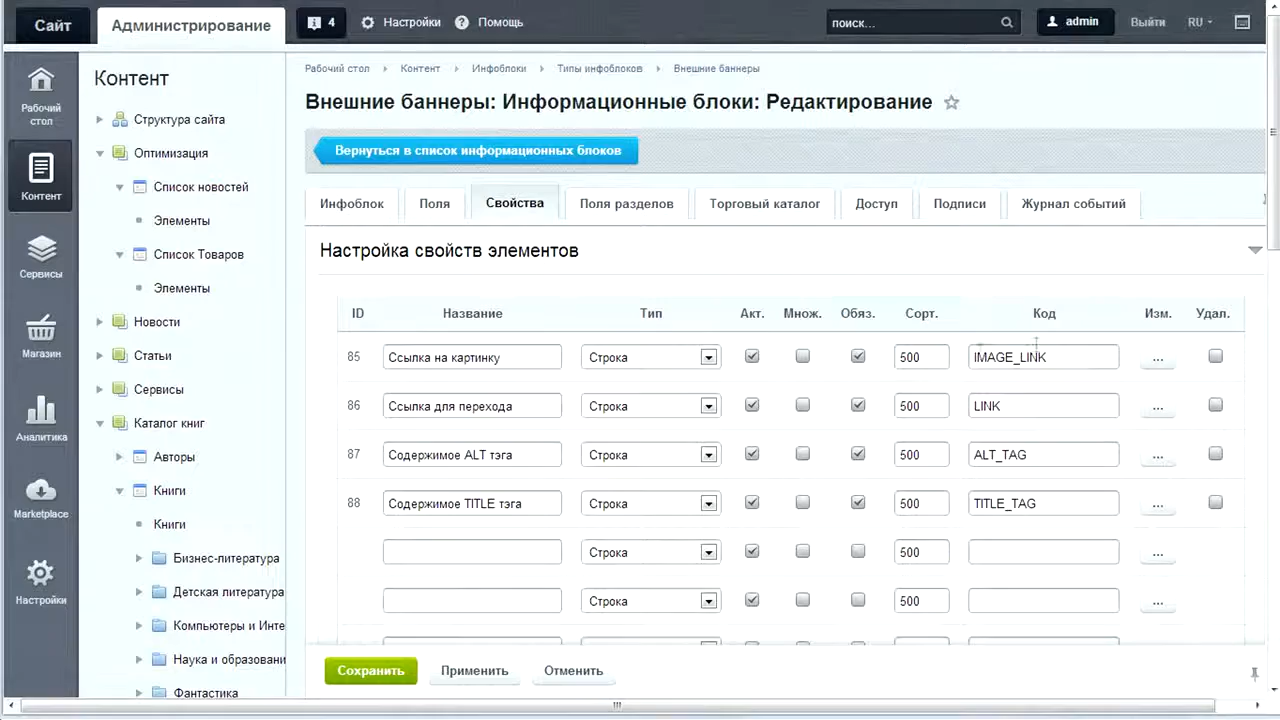 Сайт
Администрирование
4
Настройки
Помощь
поиск...
admin
Выйти
RU
Рабочий стол
Контент
Сервисы
Магазин
Аналитика
Marketplace
Настройки
Контент
Структура сайта
Оптимизация
Список новостей
Элементы
Список Товаров
Элементы
Новости
Статьи
Сервисы
Каталог книг
Авторы
Книги
Книги
Бизнес-литература
Детская литература
Компьютеры и Инте
Наука и образовани
Фантастика
Рабочий стол Контент Инфоблоки Типы инфоблоков Внешние баннеры
Внешние баннеры: Информационные блоки: Редактирование
Вернуться в список информационных блоков
Инфоблок Поля Свойства Поля разделов Торговый каталог Доступ Подписи Журнал событий
Настройка свойств элементов
ID Название Тип Акт. Множ. Обяз. Сорт. Код Изм. Удал.
85 Ссылка на картинку Строка 500 IMAGE_LINK ...
86 Ссылка для перехода Строка 500 LINK ...
87 Содержимое ALT тэга Строка 500 ALT_TAG ...
88 Содержимое TITLE тэга Строка 500 TITLE_TAG ...
Строка 500 ...
Строка 500 ...
Сохранить Применить Отменить